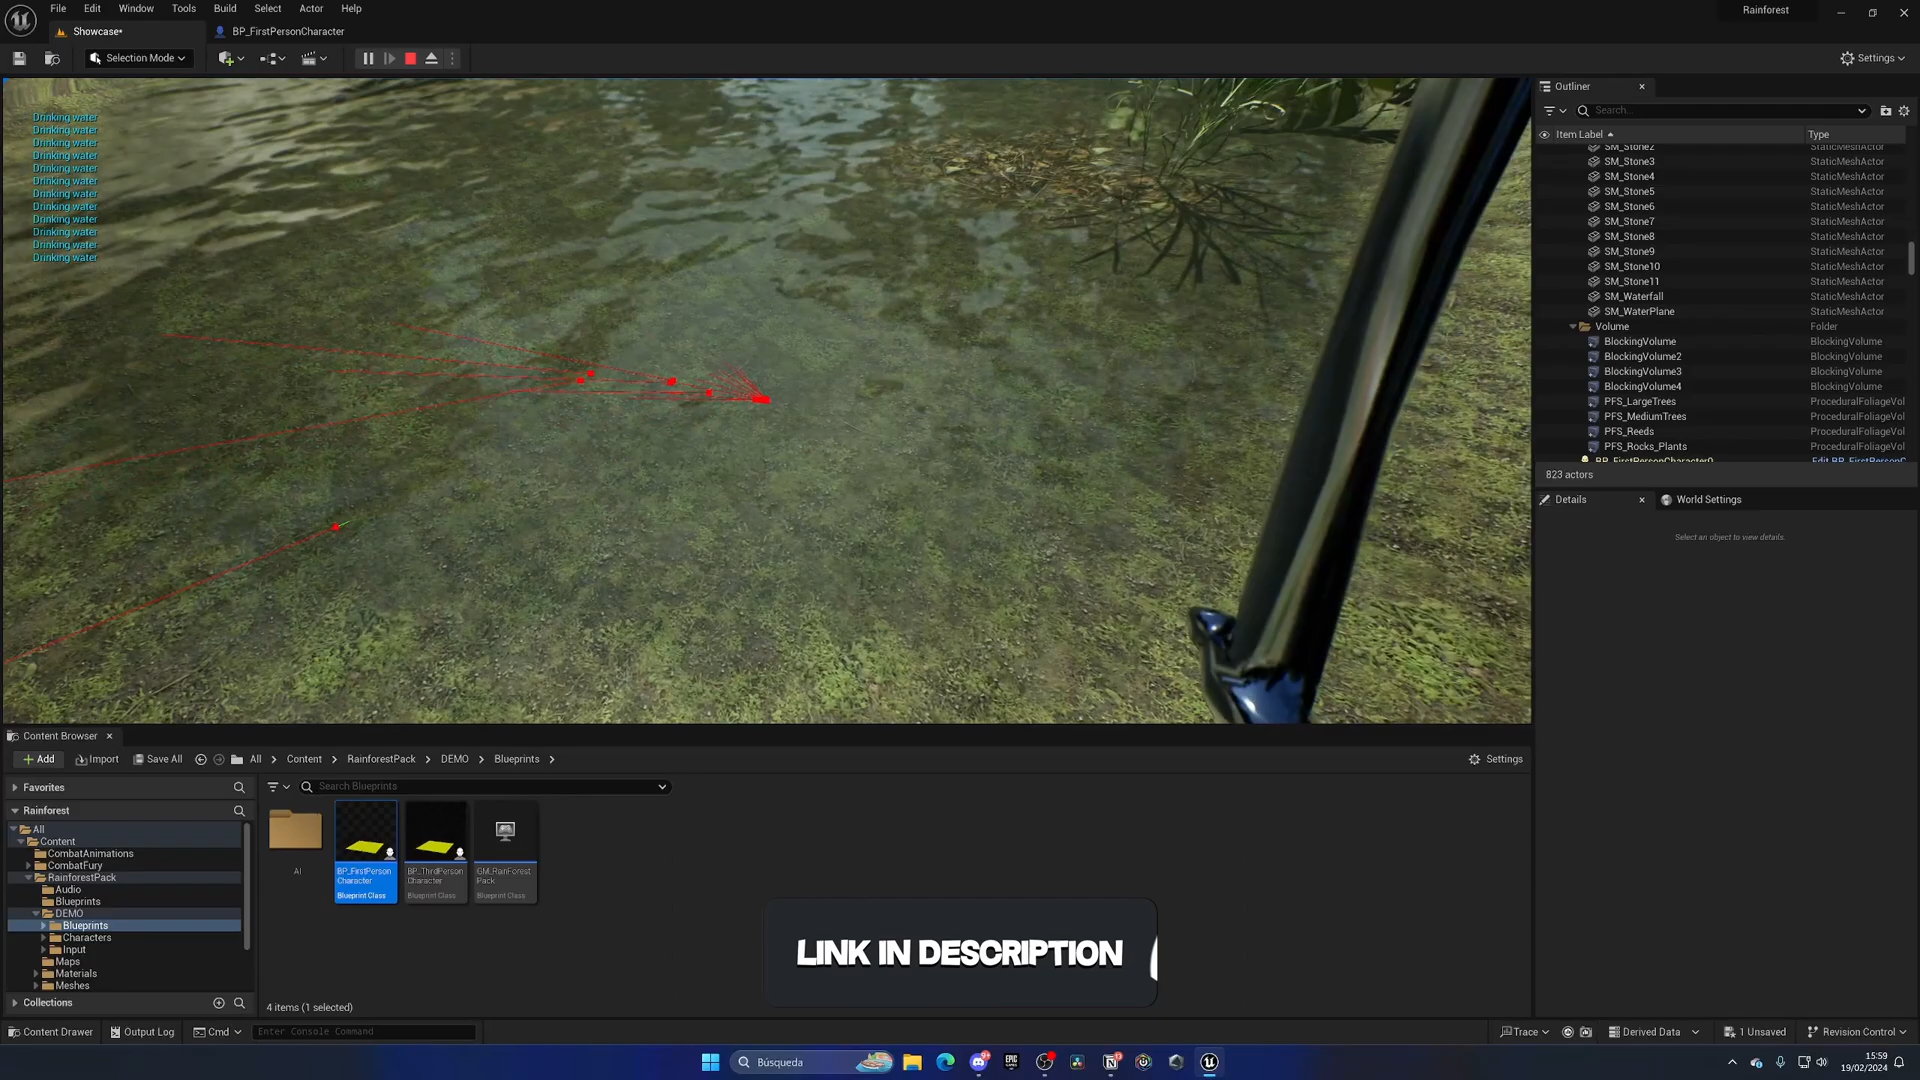 File Edit Window Tools Build Select Actor Help
Rainforest
Showcase*
BP_FirstPersonCharacter
Selection Mode
Settings
Drinking water
Drinking water
Drinking water
Drinking water
Drinking water
Drinking water
Drinking water
Drinking water
Drinking water
Drinking water
Drinking water
Drinking water
Outliner
Search...
Item Label Type
SM_Stone2 StaticMeshActor
SM_Stone3 StaticMeshActor
SM_Stone4 StaticMeshActor
SM_Stone5 StaticMeshActor
SM_Stone6 StaticMeshActor
SM_Stone7 StaticMeshActor
SM_Stone8 StaticMeshActor
SM_Stone9 StaticMeshActor
SM_Stone10 StaticMeshActor
SM_Stone11 StaticMeshActor
SM_Waterfall StaticMeshActor
SM_WaterPlane StaticMeshActor
Volume Folder
BlockingVolume BlockingVolume
BlockingVolume2 BlockingVolume
BlockingVolume3 BlockingVolume
BlockingVolume4 BlockingVolume
PFS_LargeTrees ProceduralFoliageVol
PFS_MediumTrees ProceduralFoliageVol
PFS_Reeds ProceduralFoliageVol
PFS_Rocks_Plants ProceduralFoliageVol
BP_FirstPersonCharacter0 Edit BP_FirstPersonC
823 actors
Details
World Settings
Select an object to view details.
Content Browser
Add Import Save All All Content RainforestPack DEMO Blueprints
Settings
Favorites
Search Blueprints
Rainforest
All
Content
CombatAnimations
CombatFury
RainforestPack
Audio
Blueprints
DEMO
Blueprints
Characters
Input
Maps
Materials
Meshes
Collections
AI
BP_FirstPerson
Character
Blueprint Class
BP_ThirdPerson
Character
Blueprint Class
GM_RainForest
Pack
Blueprint Class
LINK IN DESCRIPTION
4 items (1 selected)
Content Drawer Output Log Cmd Enter Console Command
Trace Derived Data 1 Unsaved Revision Control
Búsqueda
15:59
19/02/2024